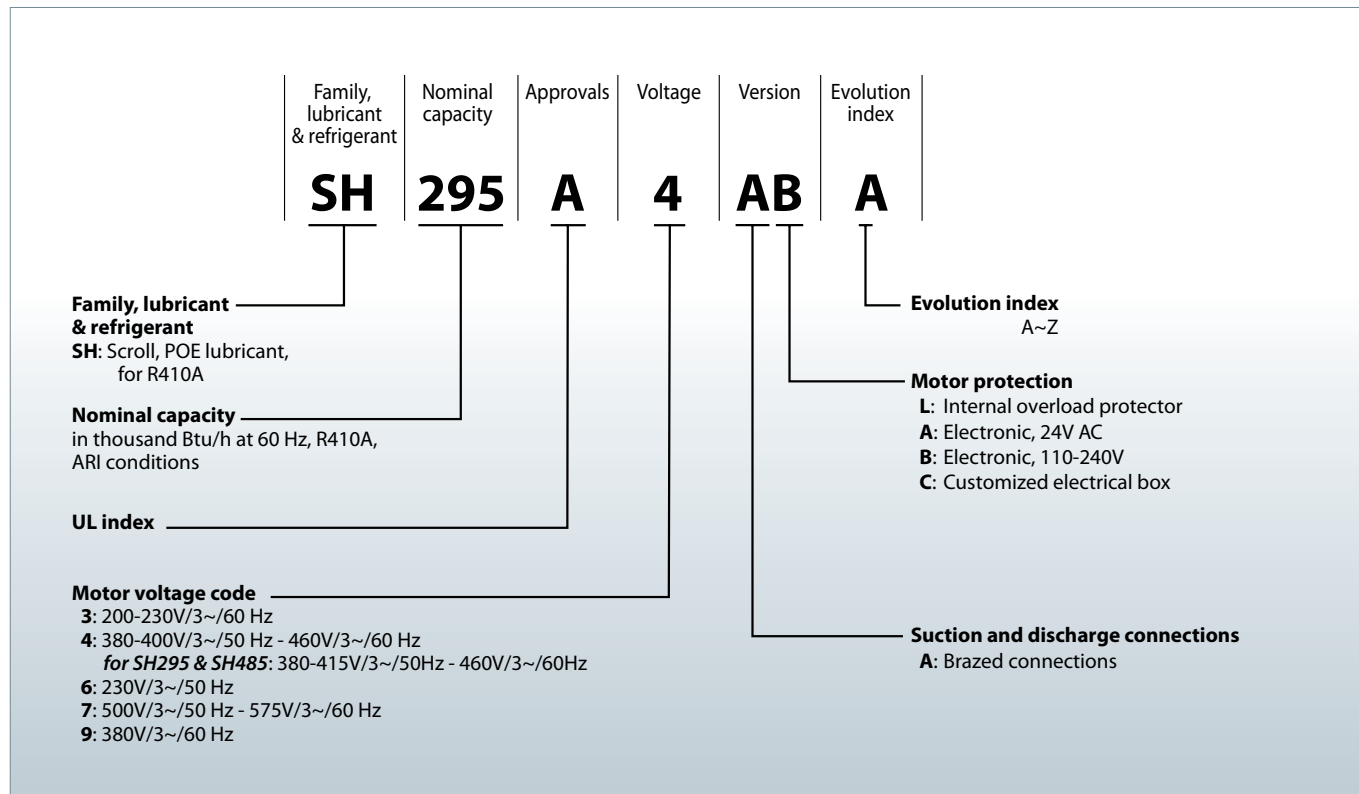 Family,
lubricant
& refrigerant
Nominal
capacity
Approvals
Voltage
Version
Evolution
index
SH 295 A 4 AB A
Family, lubricant
& refrigerant
SH: Scroll, POE lubricant,
for R410A
Nominal capacity
in thousand Btu/h at 60 Hz, R410A,
ARI conditions
UL index
Motor voltage code
3: 200-230V/3~/60 Hz
4: 380-400V/3~/50 Hz - 460V/3~/60 Hz
for SH295 & SH485: 380-415V/3~/50Hz - 460V/3~/60Hz
6: 230V/3~/50 Hz
7: 500V/3~/50 Hz - 575V/3~/60 Hz
9: 380V/3~/60 Hz
Evolution index
A~Z
Motor protection
L: Internal overload protector
A: Electronic, 24V AC
B: Electronic, 110-240V
C: Customized electrical box
Suction and discharge connections
A: Brazed connections